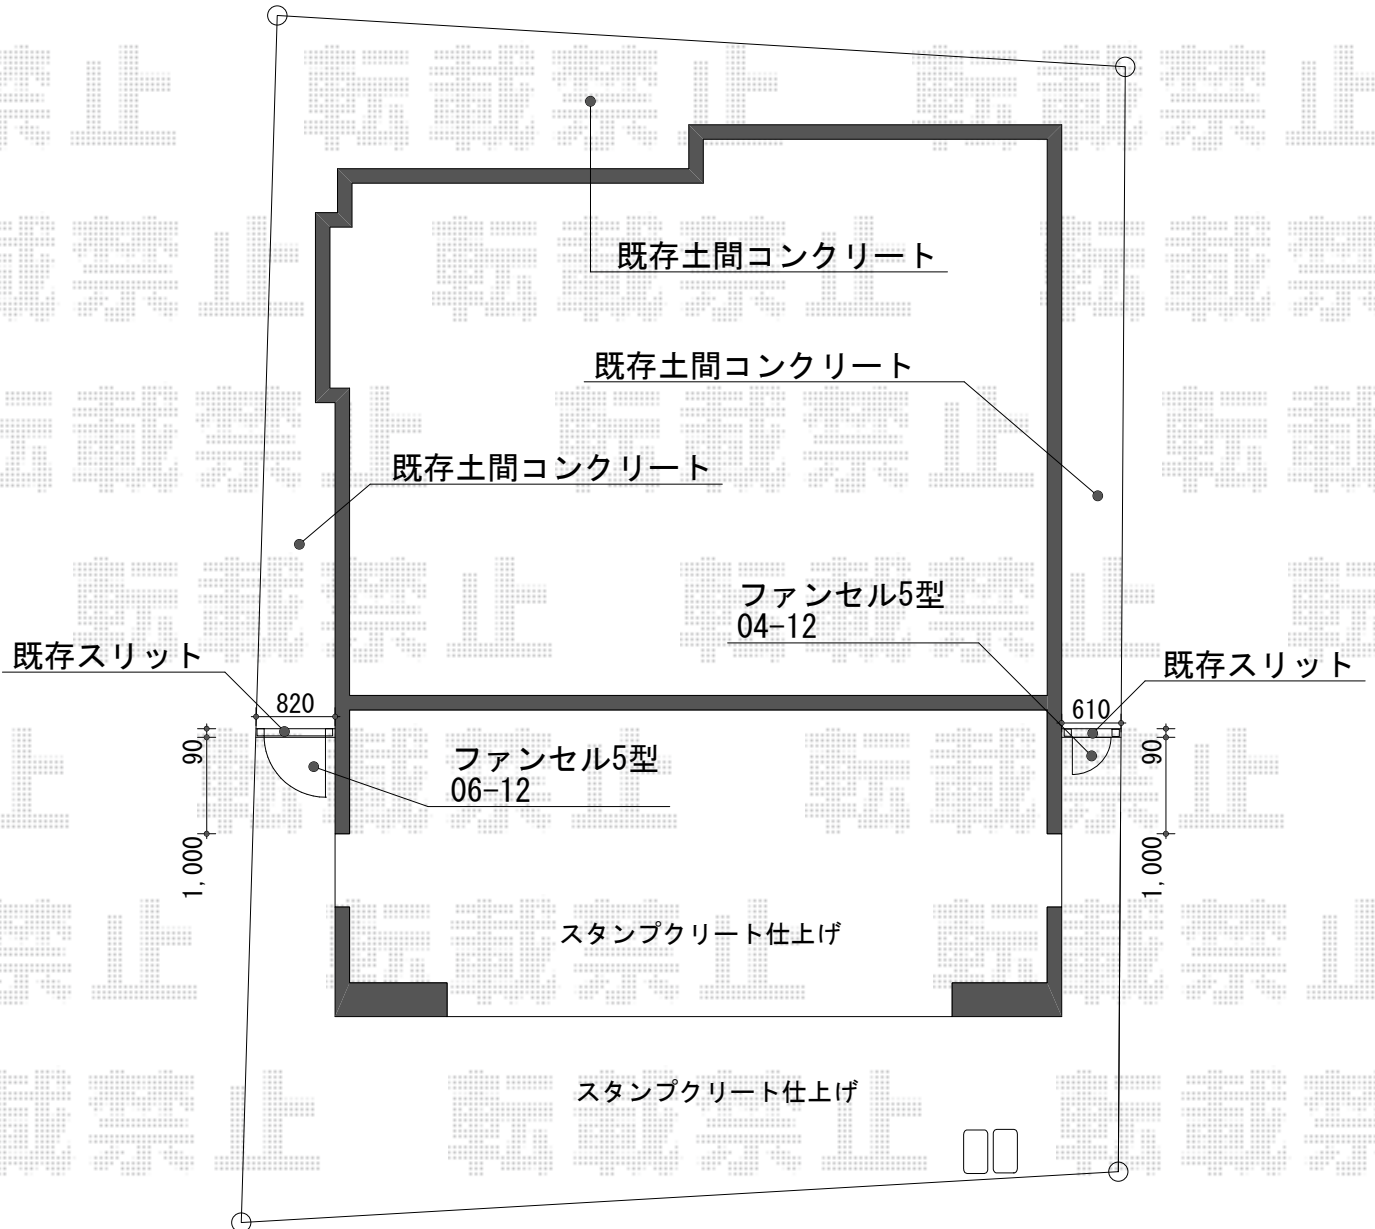 既存土間コンクリート
既存土間コンクリート
既存土間コンクリート
ファンセル5型
04-12
既存スリット
既存スリット
820
610
90
90
ファンセル5型
06-12
1,000
1,000
スタンプクリート仕上げ
スタンプクリート仕上げ
転載禁止